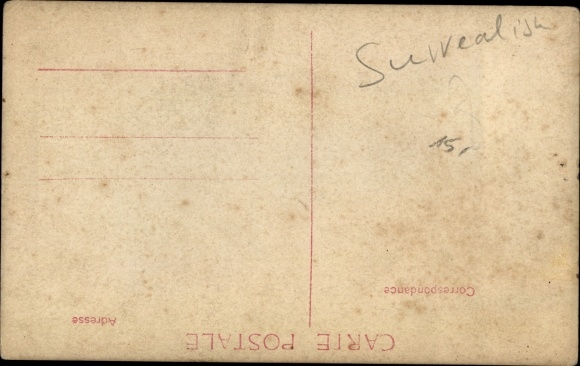 Surrealism
15,
Correspondance
Adresse
CARTE POSTALE